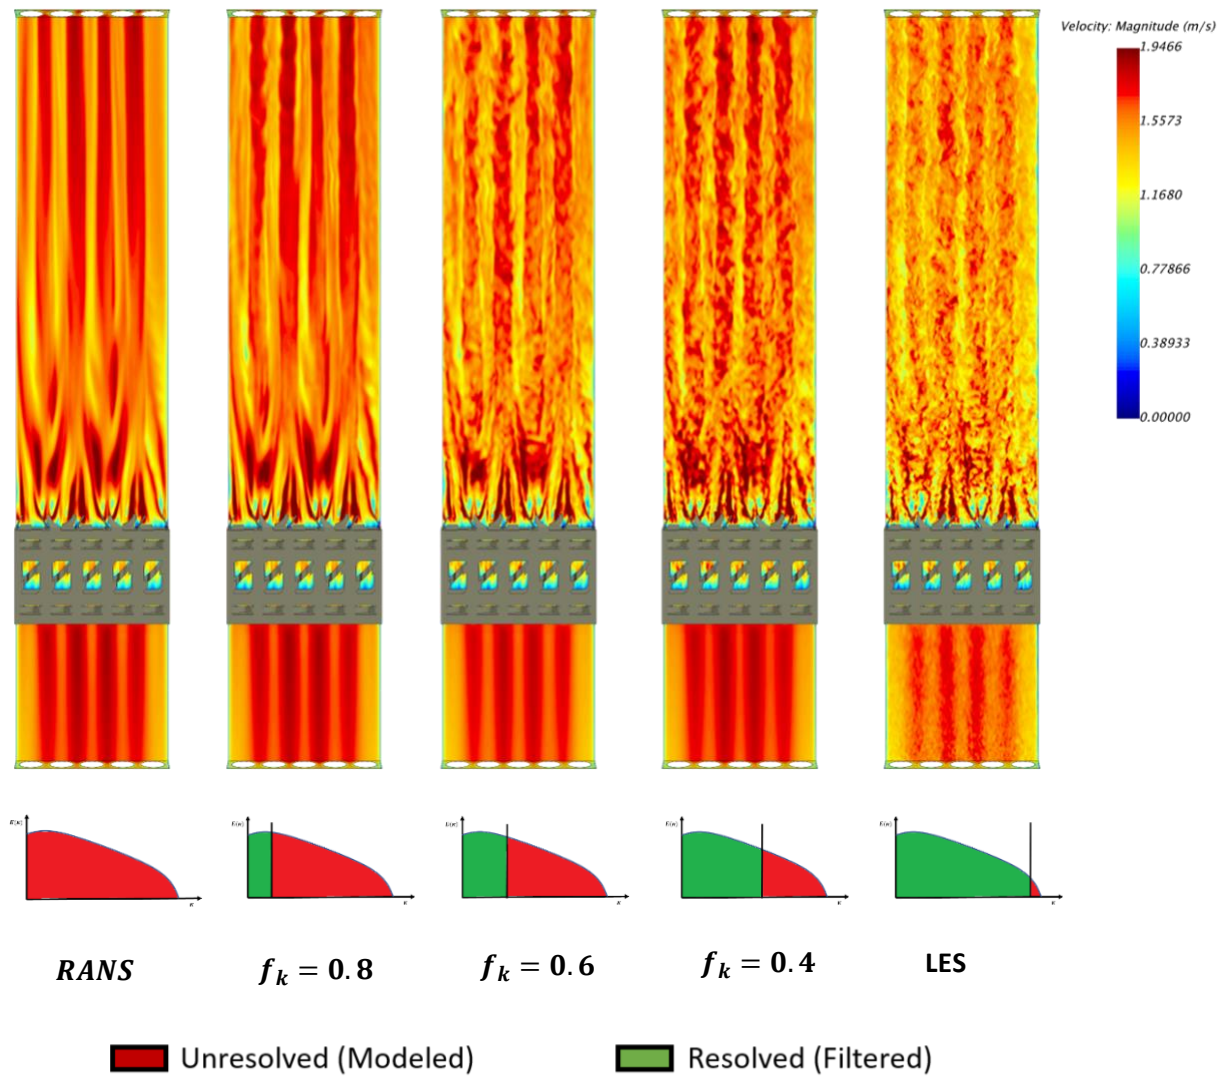 Velocity: Magnitude (m/s)
1.9466
1.5573
1.1680
0.77866
0.38933
0.00000
E(κ) E(κ) E(κ) E(κ) E(κ)
κ κ κ κ κ
RANS f_k = 0.8 f_k = 0.6 f_k = 0.4 LES
Unresolved (Modeled) Resolved (Filtered)